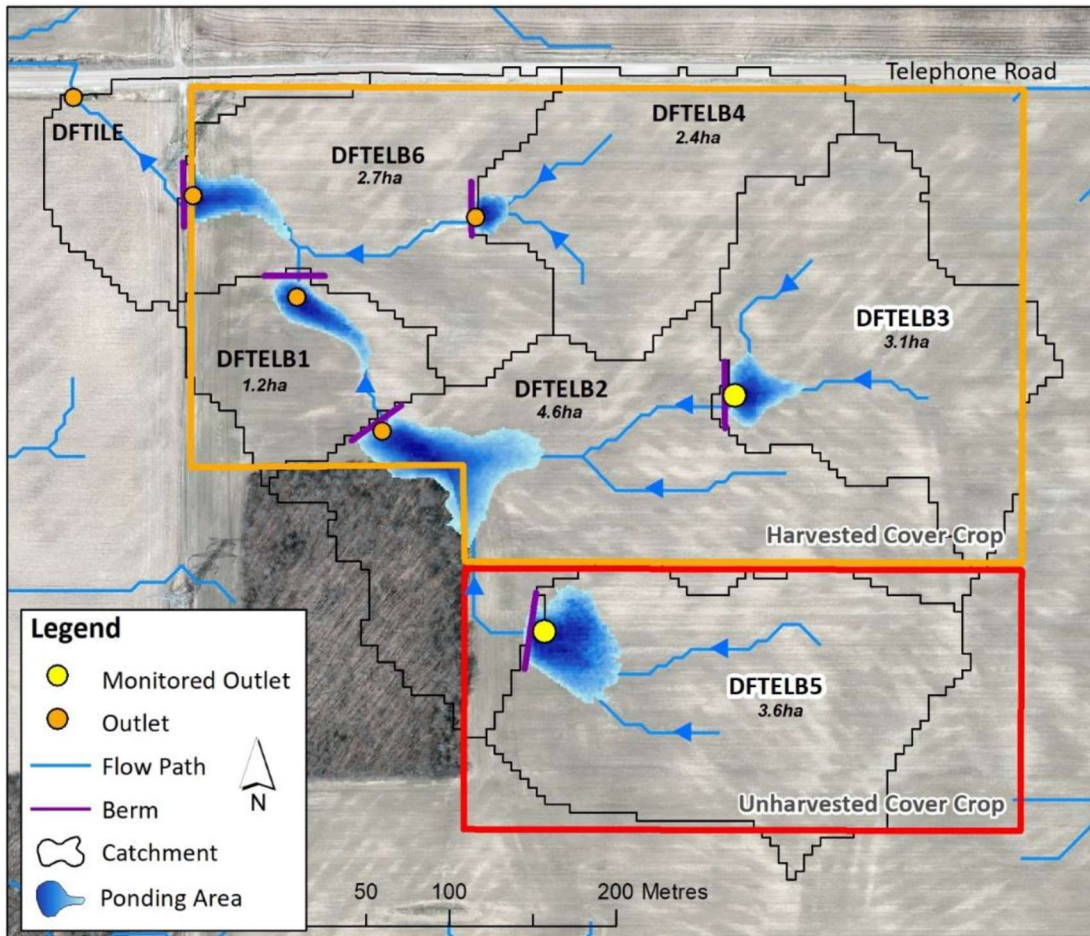 Telephone Road
DFTILE
DFTELB6
2.7ha
DFTELB4
2.4ha
DFTELB3
3.1ha
DFTELB1
1.2ha
DFTELB2
4.6ha
Harvested Cover Crop
DFTELB5
3.6ha
Unharvested Cover Crop
Legend
Monitored Outlet
Outlet
Flow Path
Berm
Catchment
Ponding Area
N
50 100 200 Metres